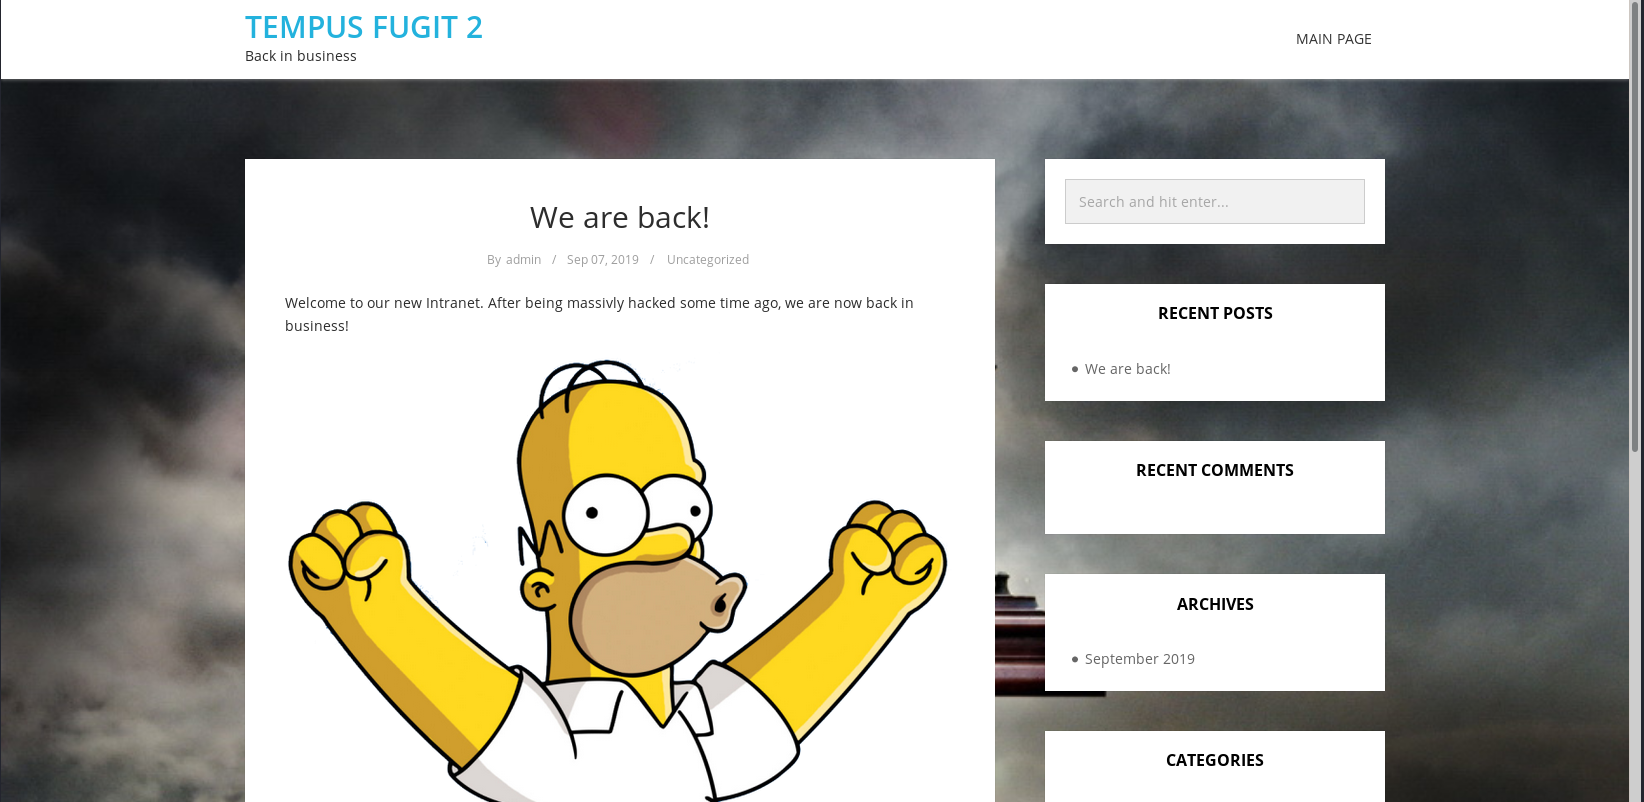 TEMPUS FUGIT 2
Back in business
MAIN PAGE
We are back!
By admin / Sep 07, 2019 / Uncategorized
Welcome to our new Intranet. After being massivly hacked some time ago, we are now back in
business!
Search and hit enter...
RECENT POSTS
We are back!
RECENT COMMENTS
ARCHIVES
September 2019
CATEGORIES